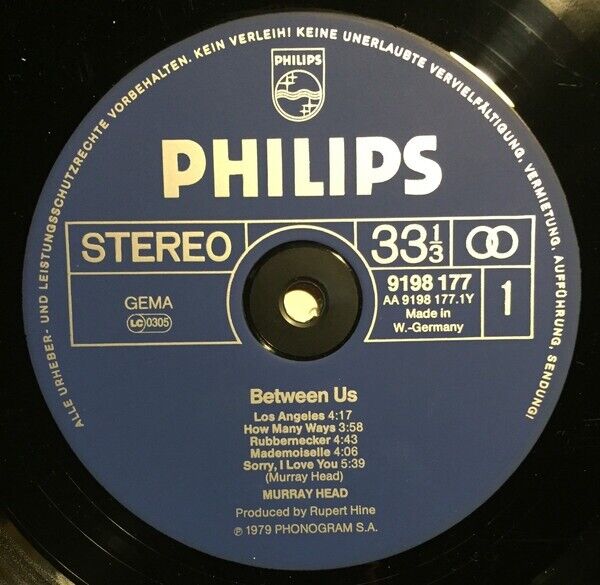 ALLE URHEBER- UND LEISTUNGSSCHUTZRECHTE VORBEHALTEN. KEIN VERLEIH! KEINE UNERLAUBTE VERVIELFÄLTIGUNG, VERMIETUNG, AUFFÜHRUNG, SENDUNG!
PHILIPS
PHILIPS
STEREO
33⅓
GEMA
LC 0305
9198 177
AA 9198 177.1Y
Made in
W.-Germany
1
Between Us
Los Angeles 4:17
How Many Ways 3:58
Rubbernecker 4:43
Mademoiselle 4:06
Sorry, I Love You 5:39
(Murray Head)
MURRAY HEAD
Produced by Rupert Hine
℗ 1979 PHONOGRAM S.A.